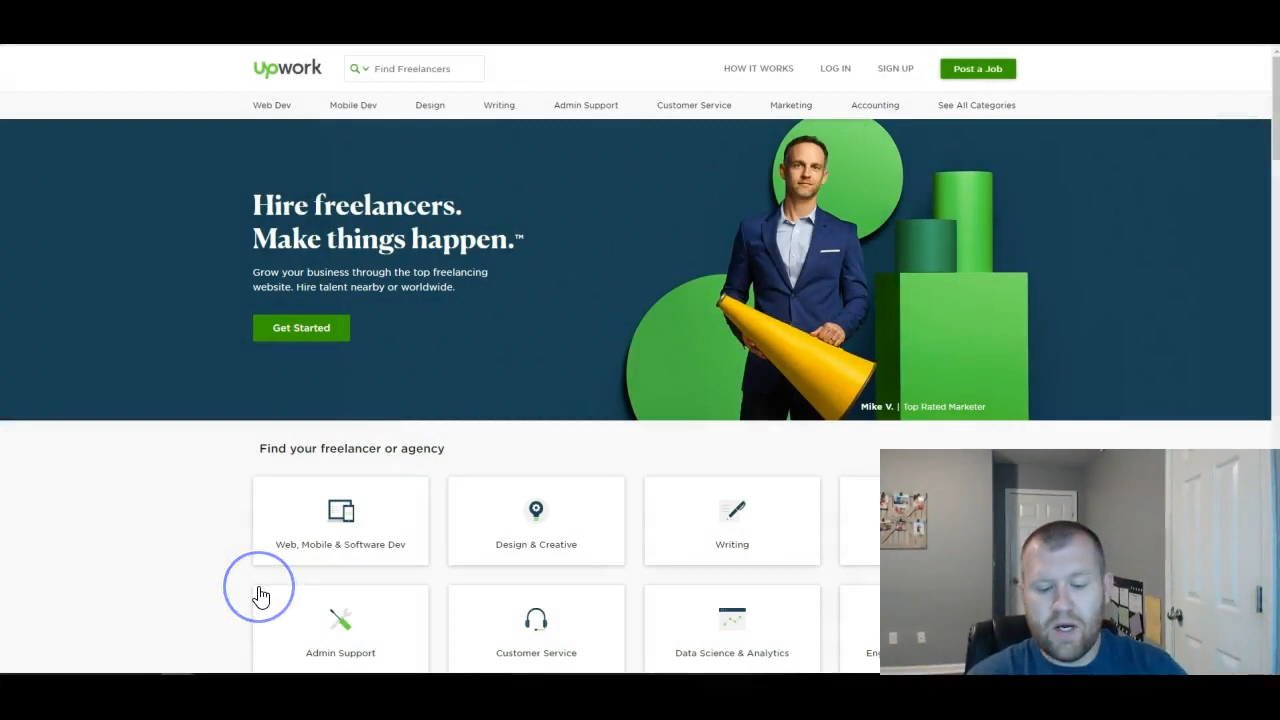 upwork
Find Freelancers
HOW IT WORKS
LOG IN
SIGN UP
Post a Job
Web Dev
Mobile Dev
Design
Writing
Admin Support
Customer Service
Marketing
Accounting
See All Categories
Hire freelancers.
Make things happen.™
Grow your business through the top freelancing
website. Hire talent nearby or worldwide.
Get Started
Mike V. | Top Rated Marketer
Find your freelancer or agency
Web, Mobile & Software Dev
Design & Creative
Writing
Admin Support
Customer Service
Data Science & Analytics